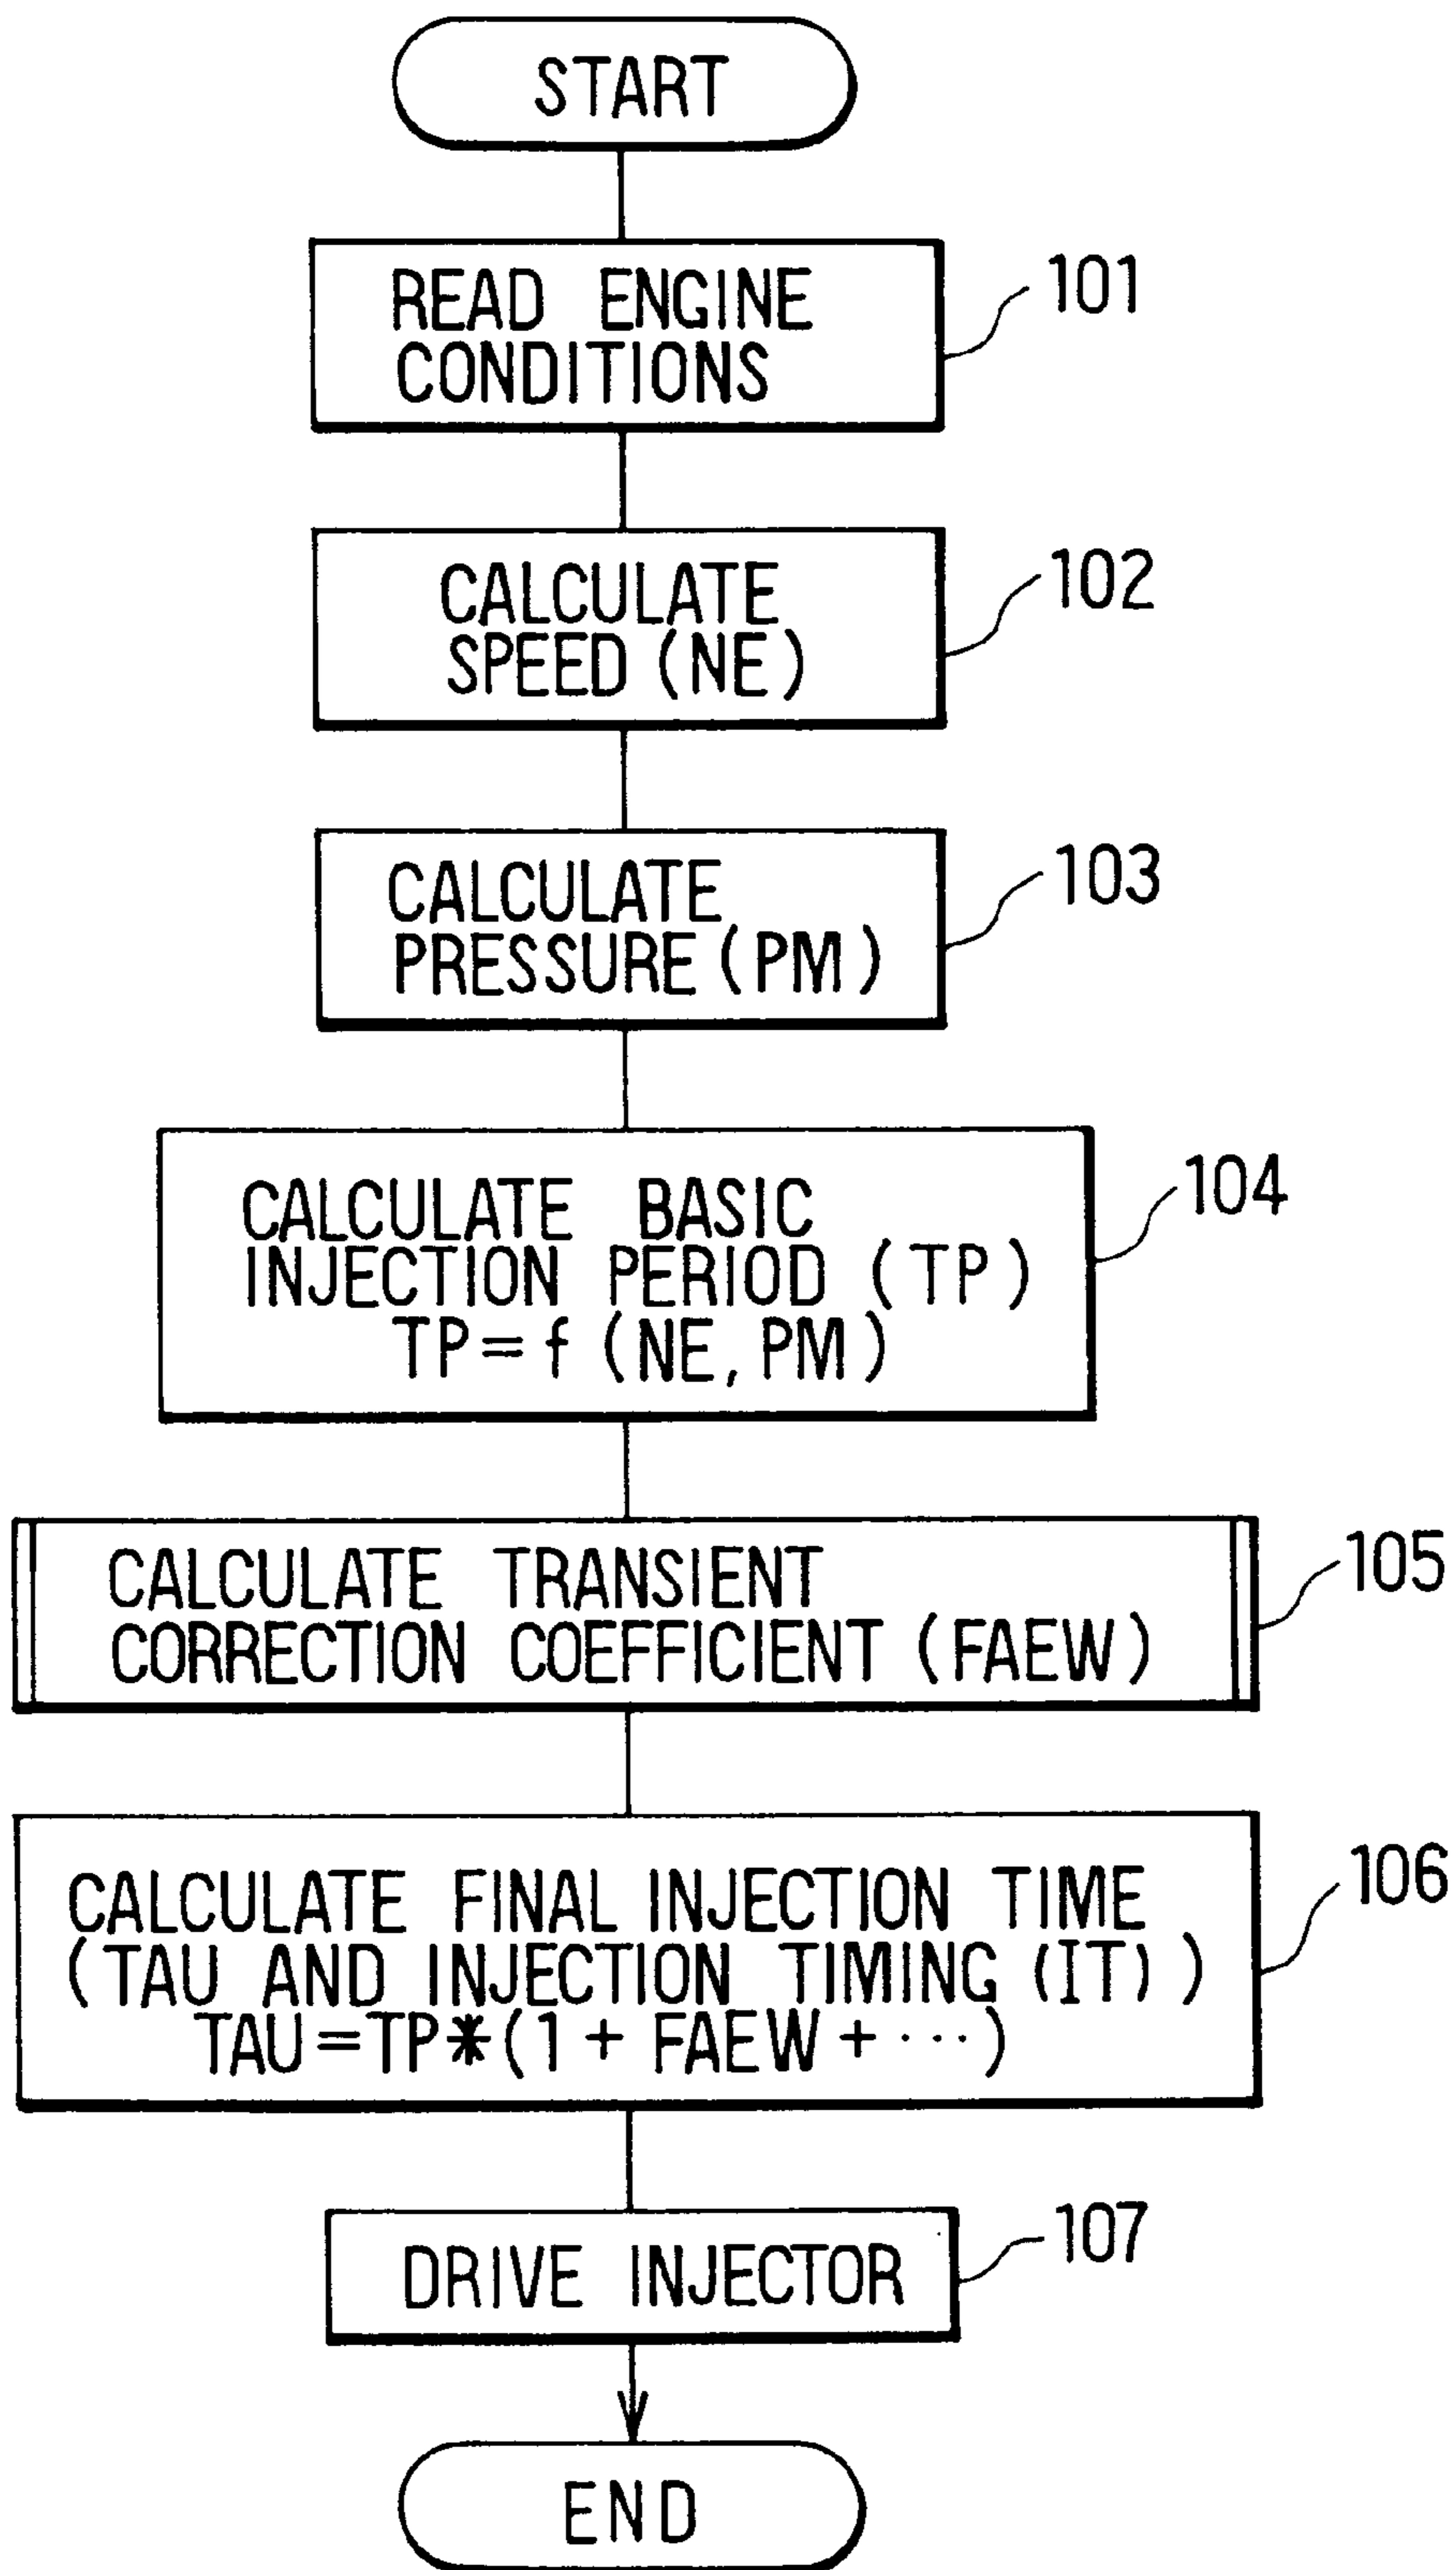 START
READ ENGINE
CONDITIONS
101
CALCULATE
SPEED (NE)
102
CALCULATE
PRESSURE (PM)
103
CALCULATE BASIC
INJECTION PERIOD (TP)
TP = f (NE, PM)
104
CALCULATE TRANSIENT
CORRECTION COEFFICIENT (FAEW)
105
CALCULATE FINAL INJECTION TIME
(TAU AND INJECTION TIMING (IT))
TAU = TP * (1 + FAEW + ···)
106
DRIVE INJECTOR
107
END